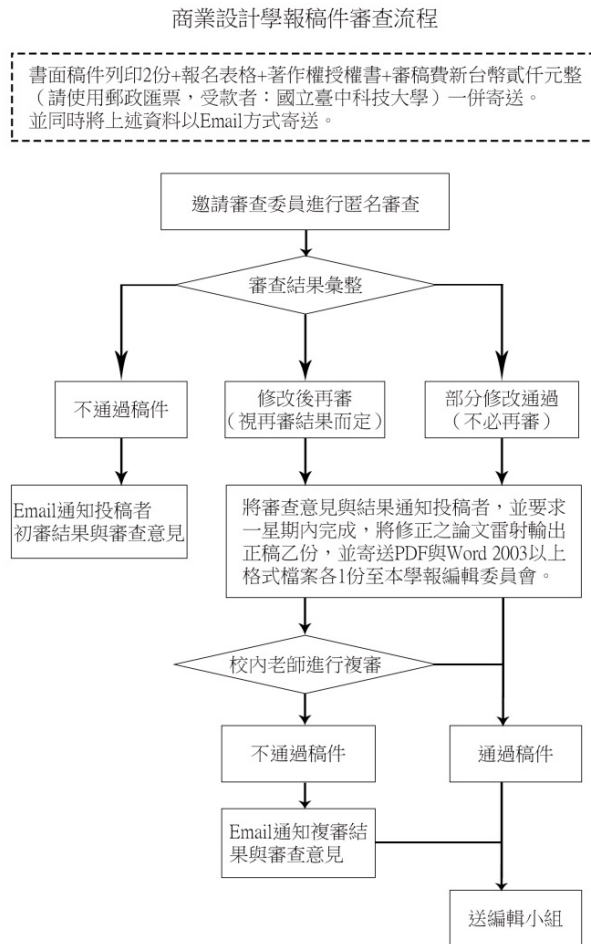 商業設計學報稿件審查流程
書面稿件列印2份+報名表格+著作權授權書+審稿費新台幣貳仟元整
（請使用郵政匯票，受款者：國立臺中科技大學）一併寄送。
並同時將上述資料以Email方式寄送。
邀請審查委員進行匿名審查
審查結果彙整
不通過稿件
修改後再審
（視再審結果而定）
部分修改通過
（不必再審）
Email通知投稿者
初審結果與審查意見
將審查意見與結果通知投稿者，並要求
一星期內完成，將修正之論文雷射輸出
正稿乙份，並寄送PDF與Word 2003以上
格式檔案各1份至本學報編輯委員會。
校內老師進行複審
不通過稿件
通過稿件
Email通知複審結
果與審查意見
送編輯小組